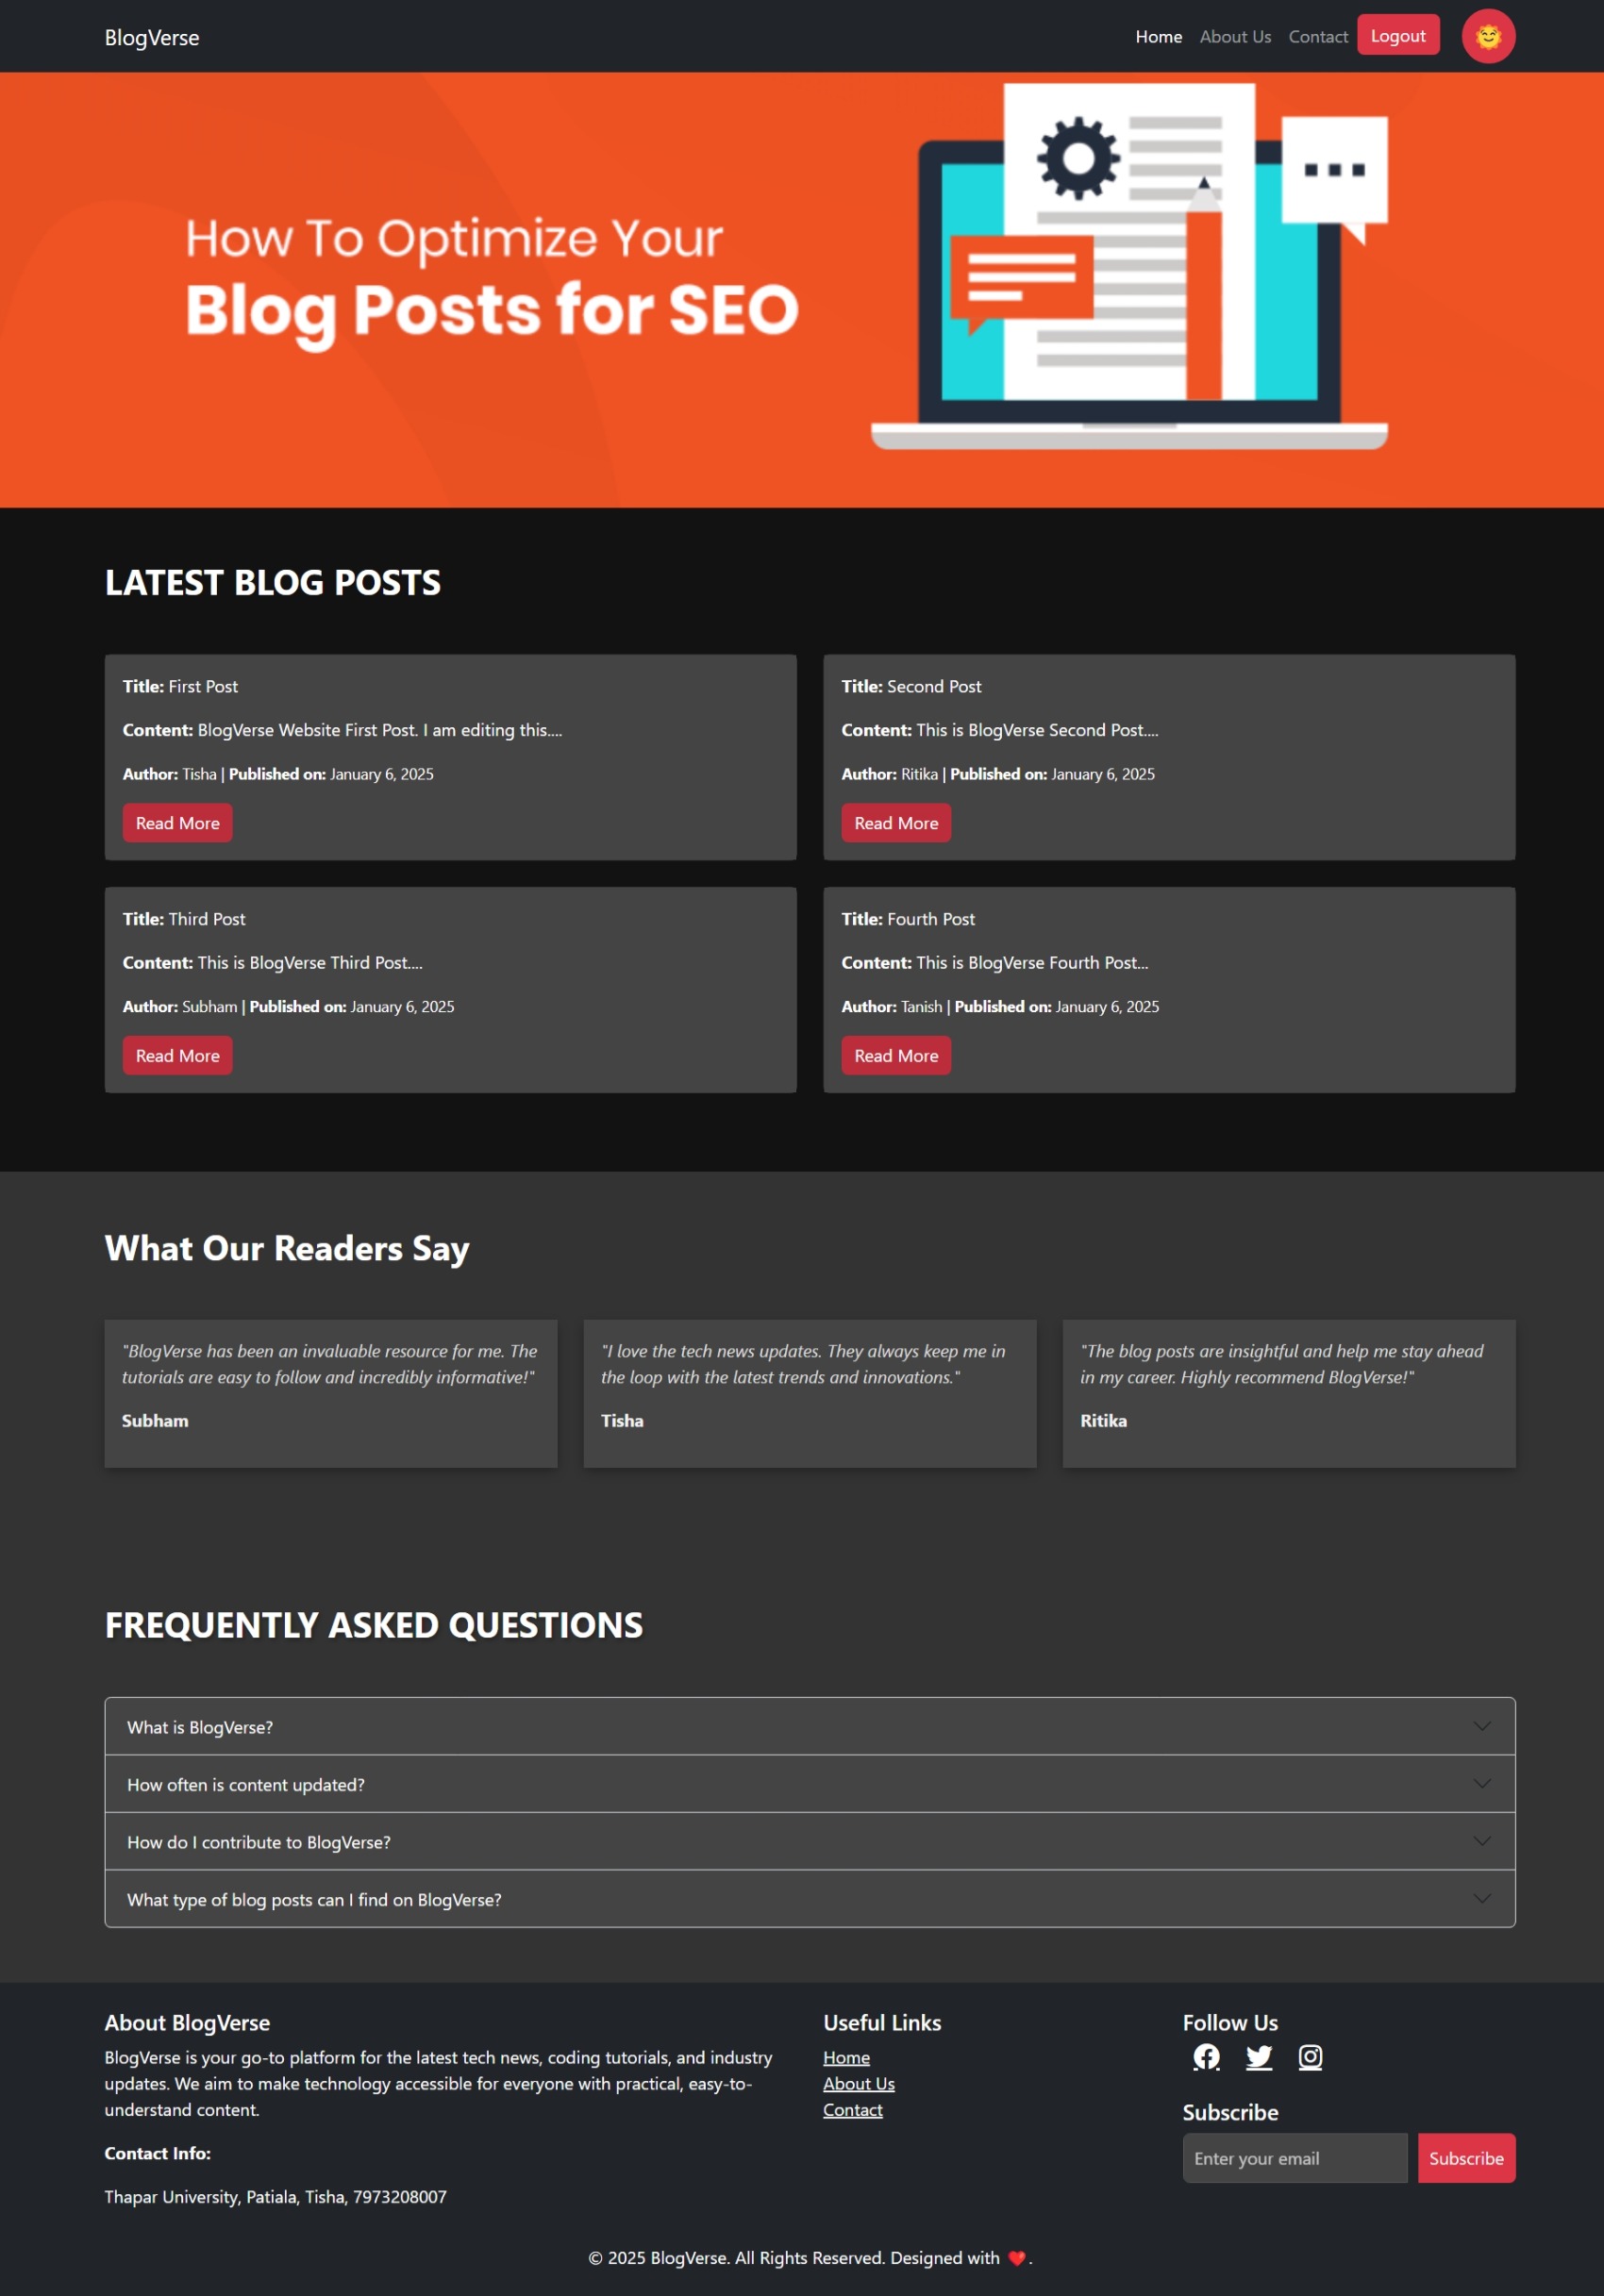 BlogVerse
Home About Us Contact Logout
How To Optimize Your
Blog Posts for SEO
LATEST BLOG POSTS
Title: First Post
Content: BlogVerse Website First Post. I am editing this....
Author: Tisha | Published on: January 6, 2025
Read More
Title: Second Post
Content: This is BlogVerse Second Post....
Author: Ritika | Published on: January 6, 2025
Read More
Title: Third Post
Content: This is BlogVerse Third Post....
Author: Subham | Published on: January 6, 2025
Read More
Title: Fourth Post
Content: This is BlogVerse Fourth Post...
Author: Tanish | Published on: January 6, 2025
Read More
What Our Readers Say
"BlogVerse has been an invaluable resource for me. The
tutorials are easy to follow and incredibly informative!"
Subham
"I love the tech news updates. They always keep me in
the loop with the latest trends and innovations."
Tisha
"The blog posts are insightful and help me stay ahead
in my career. Highly recommend BlogVerse!"
Ritika
FREQUENTLY ASKED QUESTIONS
What is BlogVerse?
How often is content updated?
How do I contribute to BlogVerse?
What type of blog posts can I find on BlogVerse?
About BlogVerse
BlogVerse is your go-to platform for the latest tech news, coding tutorials, and industry
updates. We aim to make technology accessible for everyone with practical, easy-to-
understand content.
Contact Info:
Thapar University, Patiala, Tisha, 7973208007
Useful Links
Home
About Us
Contact
Follow Us
Subscribe
Enter your email
Subscribe
© 2025 BlogVerse. All Rights Reserved. Designed with ❤️.